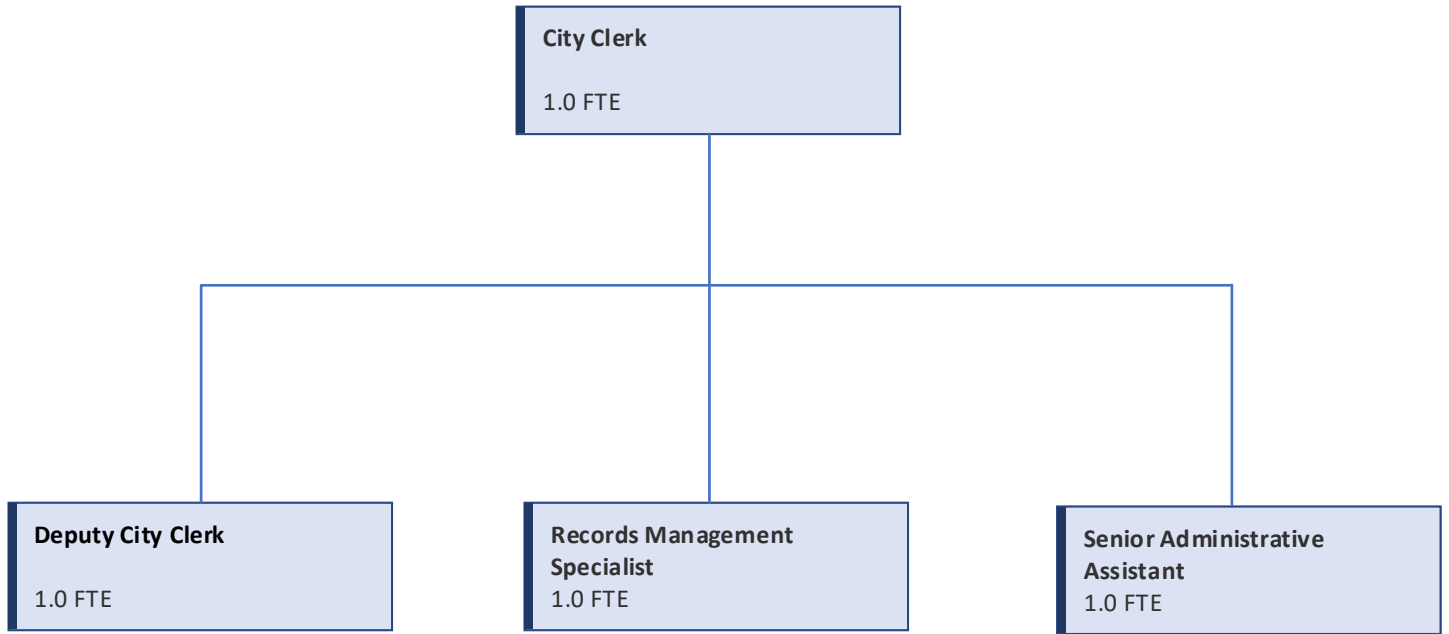 City Clerk
1.0 FTE
Deputy City Clerk
1.0 FTE
Records Management
Specialist
1.0 FTE
Senior Administrative
Assistant
1.0 FTE